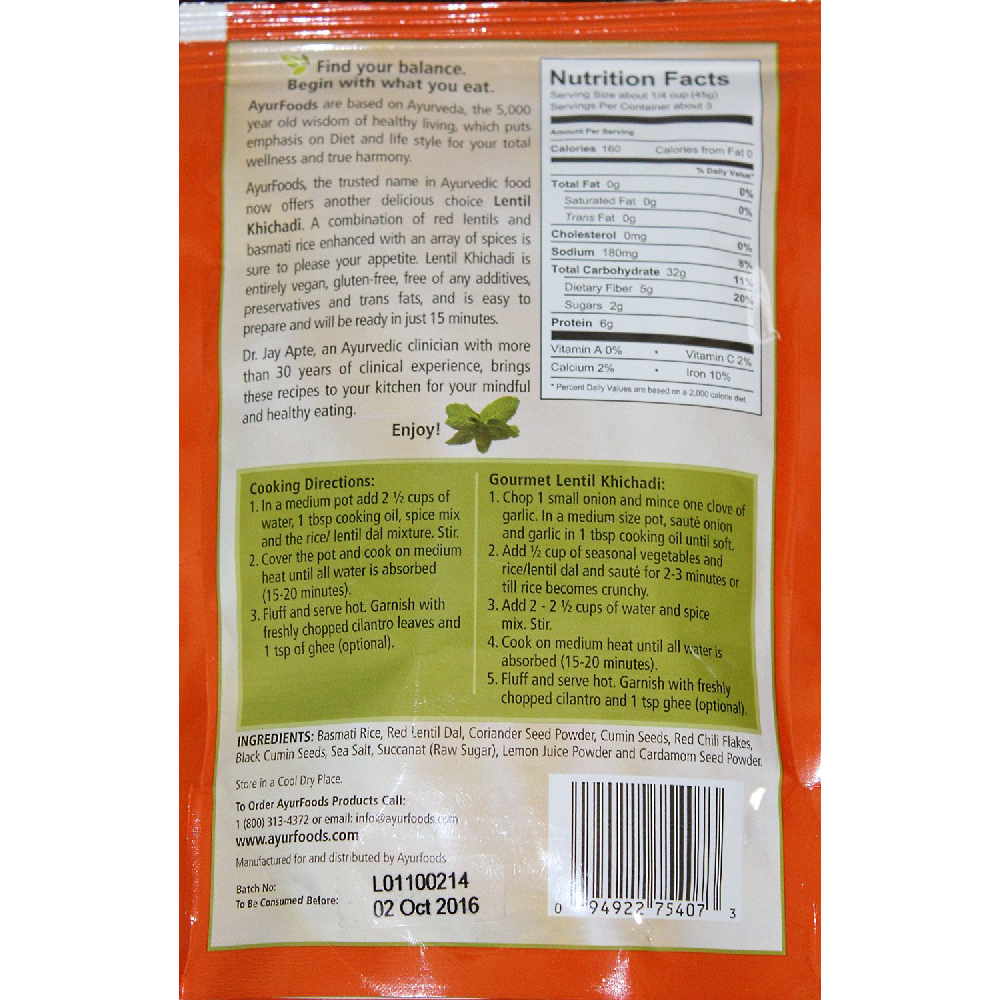 Find your balance.
Begin with what you eat.
AyurFoods are based on Ayurveda, the 5,000
year old wisdom of healthy living, which puts
emphasis on Diet and life style for your total
wellness and true harmony.
AyurFoods, the trusted name in Ayurvedic food
now offers another delicious choice Lentil
Khichadi. A combination of red lentils and
basmati rice enhanced with an array of spices is
sure to please your appetite. Lentil Khichadi is
entirely vegan, gluten-free, free of any additives,
preservatives and trans fats, and is easy to
prepare and will be ready in just 15 minutes.
Dr. Jay Apte, an Ayurvedic clinician with more
than 30 years of clinical experience, brings
these recipes to your kitchen for your mindful
and healthy eating.
Enjoy!
Nutrition Facts
Serving Size about 1/4 cup (45g)
Servings Per Container about 3
Amount Per Serving
Calories 160 Calories from Fat 0
% Daily Value*
Total Fat 0g 0%
Saturated Fat 0g 0%
Trans Fat 0g
Cholesterol 0mg 0%
Sodium 180mg 8%
Total Carbohydrate 32g 11%
Dietary Fiber 5g 20%
Sugars 2g
Protein 6g
Vitamin A 0% • Vitamin C 2%
Calcium 2% • Iron 10%
* Percent Daily Values are based on a 2,000 calorie diet.
Cooking Directions:
1. In a medium pot add 2 ½ cups of
water, 1 tbsp cooking oil, spice mix
and the rice/ lentil dal mixture. Stir.
2. Cover the pot and cook on medium
heat until all water is absorbed
(15-20 minutes).
3. Fluff and serve hot. Garnish with
freshly chopped cilantro leaves and
1 tsp of ghee (optional).
Gourmet Lentil Khichadi:
1. Chop 1 small onion and mince one clove of
garlic. In a medium size pot, sauté onion
and garlic in 1 tbsp cooking oil until soft.
2. Add ½ cup of seasonal vegetables and
rice/lentil dal and sauté for 2-3 minutes or
till rice becomes crunchy.
3. Add 2 - 2 ½ cups of water and spice
mix. Stir.
4. Cook on medium heat until all water is
absorbed (15-20 minutes).
5. Fluff and serve hot. Garnish with freshly
chopped cilantro and 1 tsp ghee (optional).
INGREDIENTS: Basmati Rice, Red Lentil Dal, Coriander Seed Powder, Cumin Seeds, Red Chili Flakes,
Black Cumin Seeds, Sea Salt, Succanat (Raw Sugar), Lemon Juice Powder and Cardamom Seed Powder.
Store in a Cool Dry Place.
To Order AyurFoods Products Call:
1 (800) 313-4372 or email: info@ayurfoods.com
www.ayurfoods.com
Manufactured for and distributed by Ayurfoods
Batch No: L01100214
To Be Consumed Before: 02 Oct 2016
0 94922 75407 3